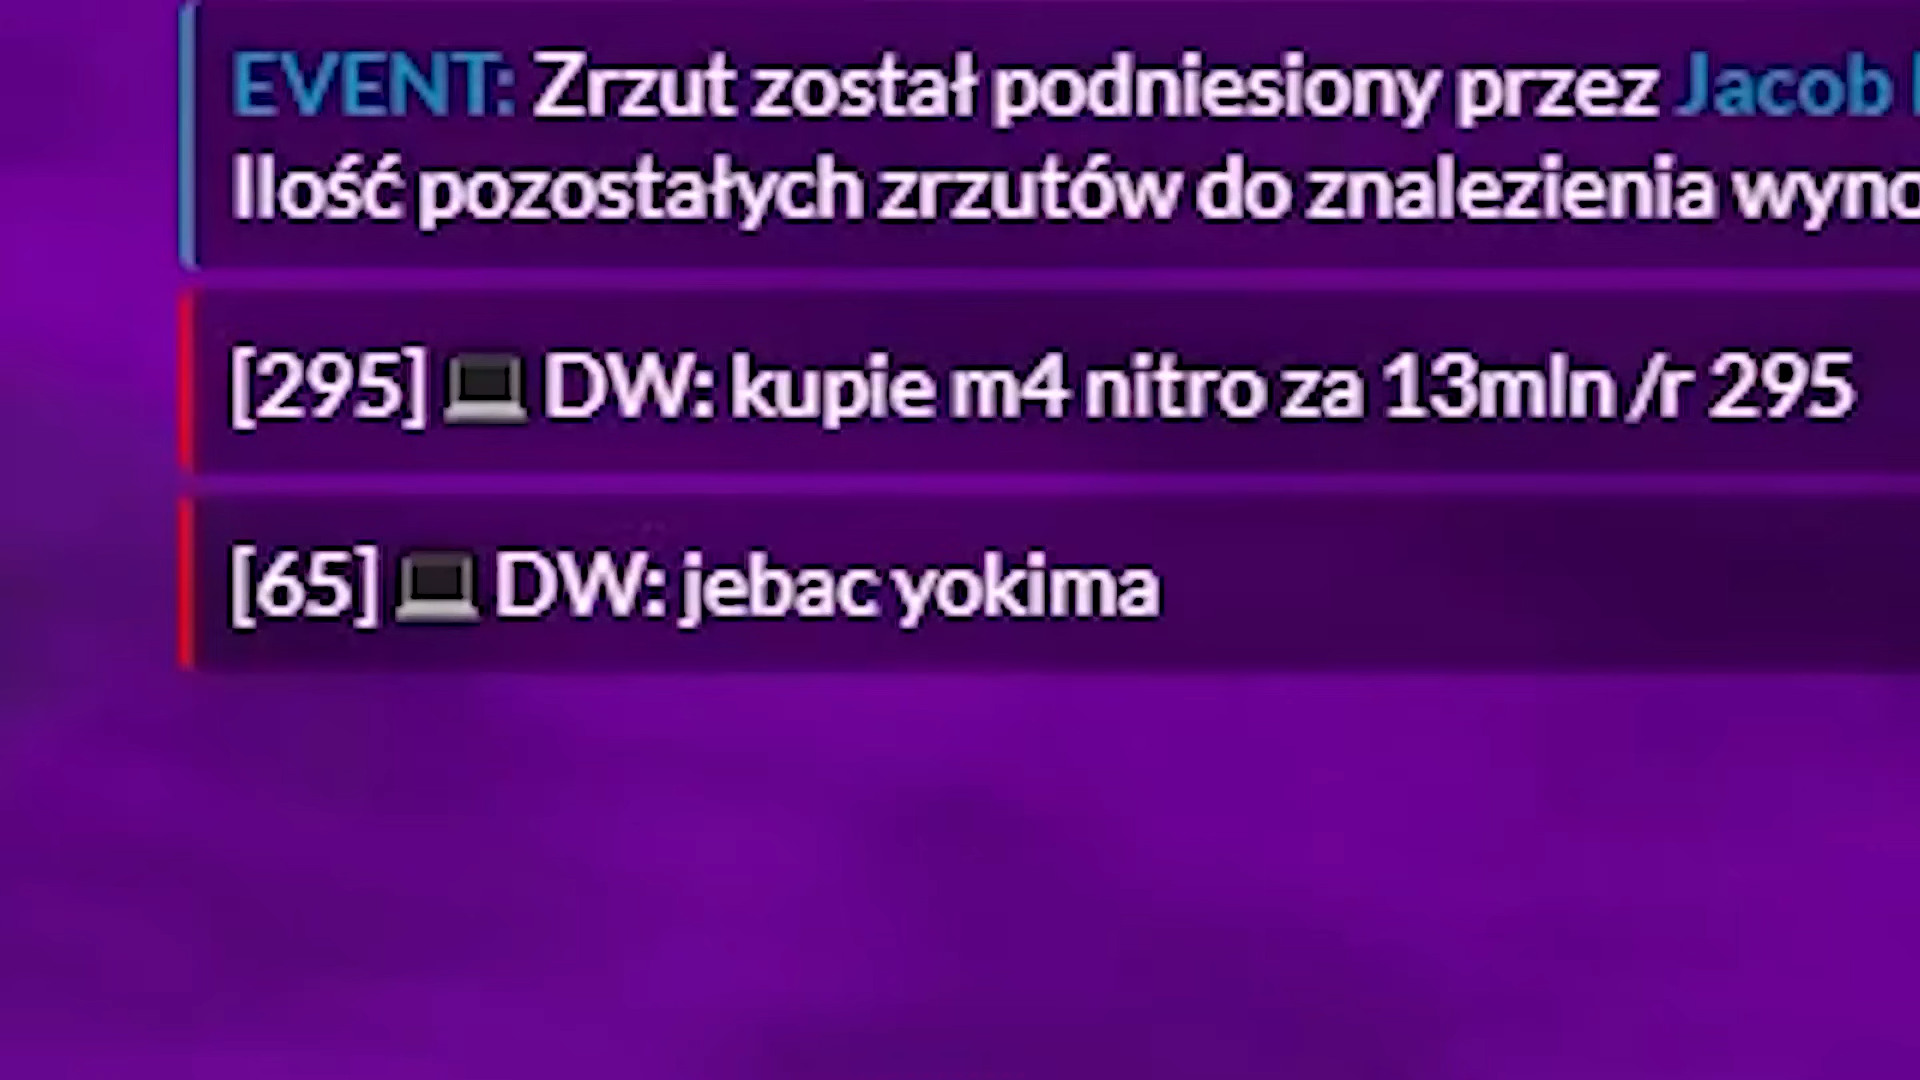 EVENT: Zrzut został podniesiony przez Jacob
Ilość pozostałych zrzutów do znalezienia
[295] 💻 DW: kupie m4 nitro za 13mln /r 295
[65] 💻 DW: jebac yokima